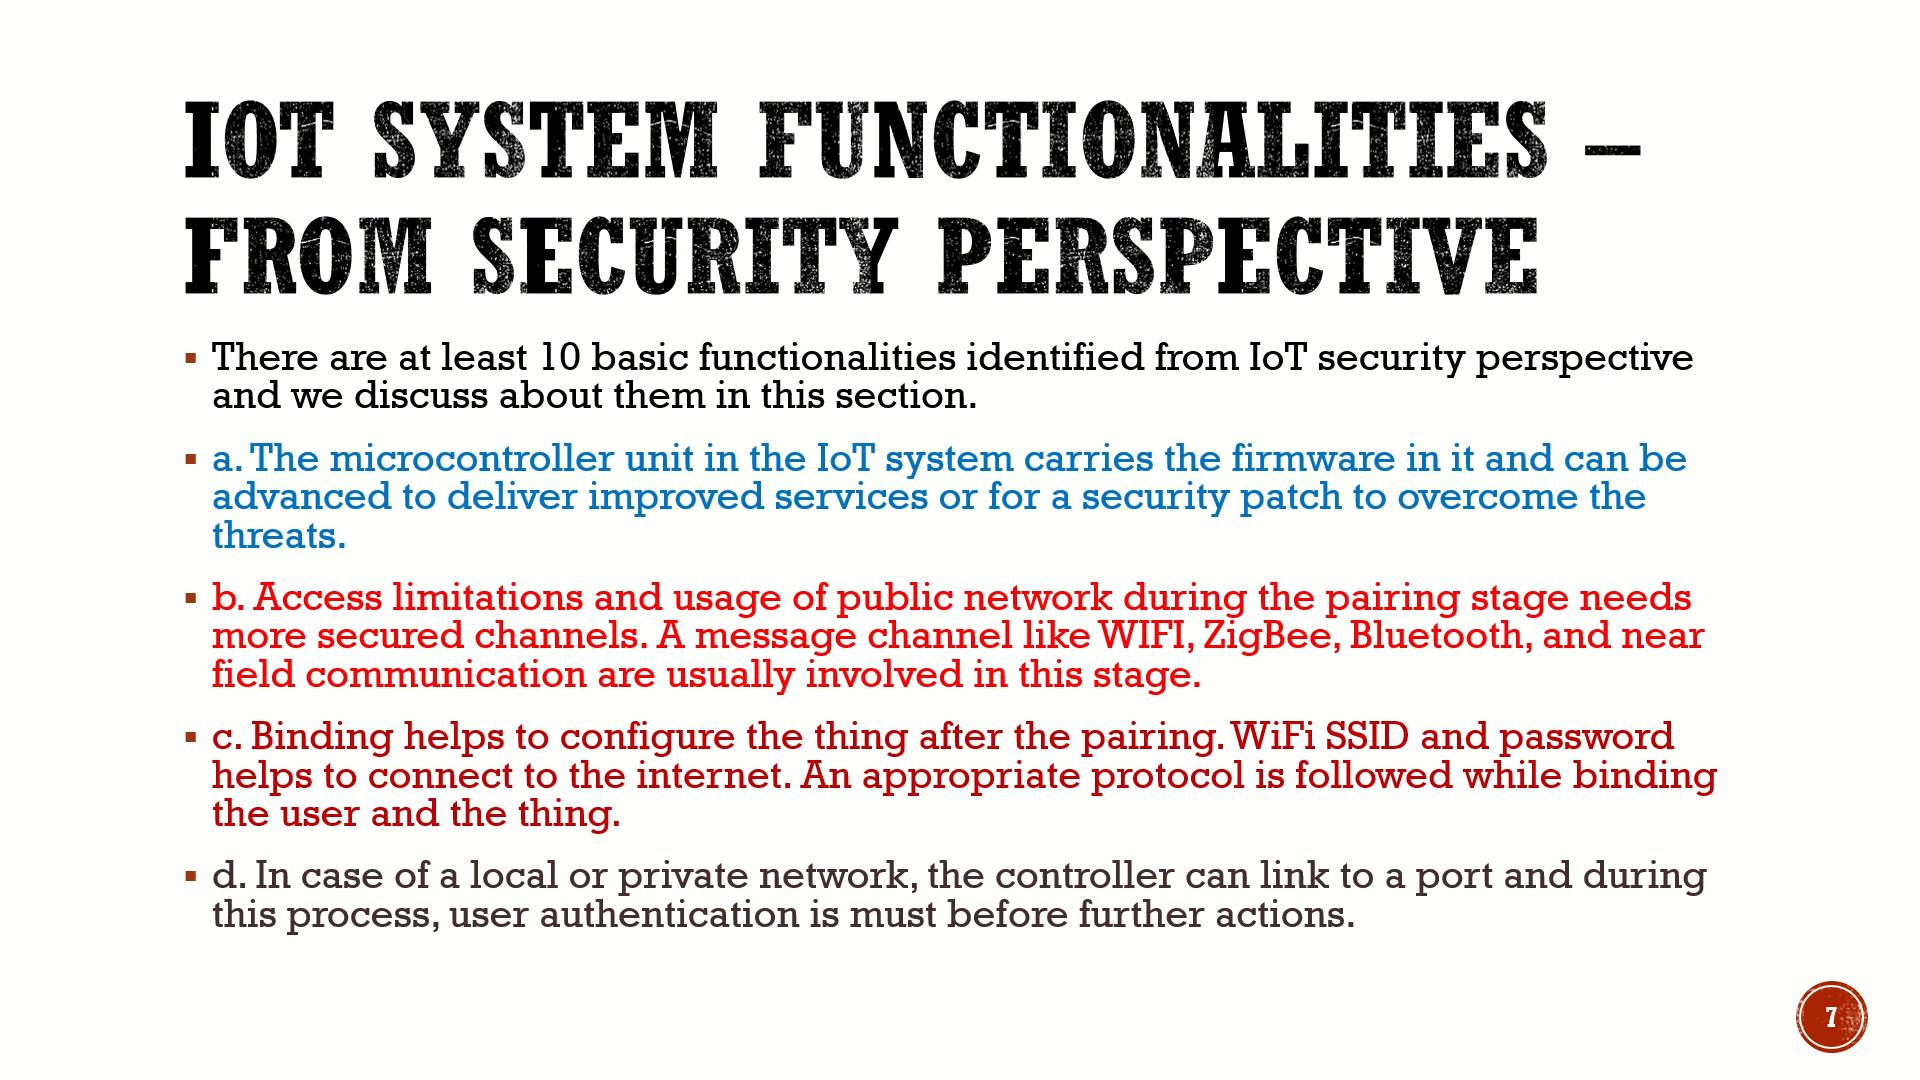 IOT SYSTEM FUNCTIONALITIES –
FROM SECURITY PERSPECTIVE
▪ There are at least 10 basic functionalities identified from IoT security perspective
and we discuss about them in this section.
▪ a. The microcontroller unit in the IoT system carries the firmware in it and can be
advanced to deliver improved services or for a security patch to overcome the
threats.
▪ b. Access limitations and usage of public network during the pairing stage needs
more secured channels. A message channel like WIFI, ZigBee, Bluetooth, and near
field communication are usually involved in this stage.
▪ c. Binding helps to configure the thing after the pairing. WiFi SSID and password
helps to connect to the internet. An appropriate protocol is followed while binding
the user and the thing.
▪ d. In case of a local or private network, the controller can link to a port and during
this process, user authentication is must before further actions.
7